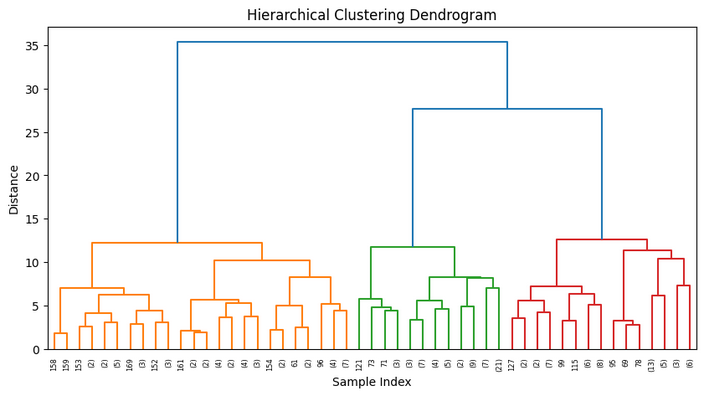 Hierarchical Clustering Dendrogram
Distance
35
30
25
20
15
10
5
0
158 159 153 (2) (2) (5) 169 (3) 152 (3) 161 (2) (2) (4) (2) (4) (3) 154 (2) 61 (2) 96 (4) (7) 121 73 71 (3) (3) (7) (4) (5) (2) (9) (7) (21) 127 (2) (2) (7) 99 115 (6) (8) 95 69 78 (13) (5) (3) (6)
Sample Index